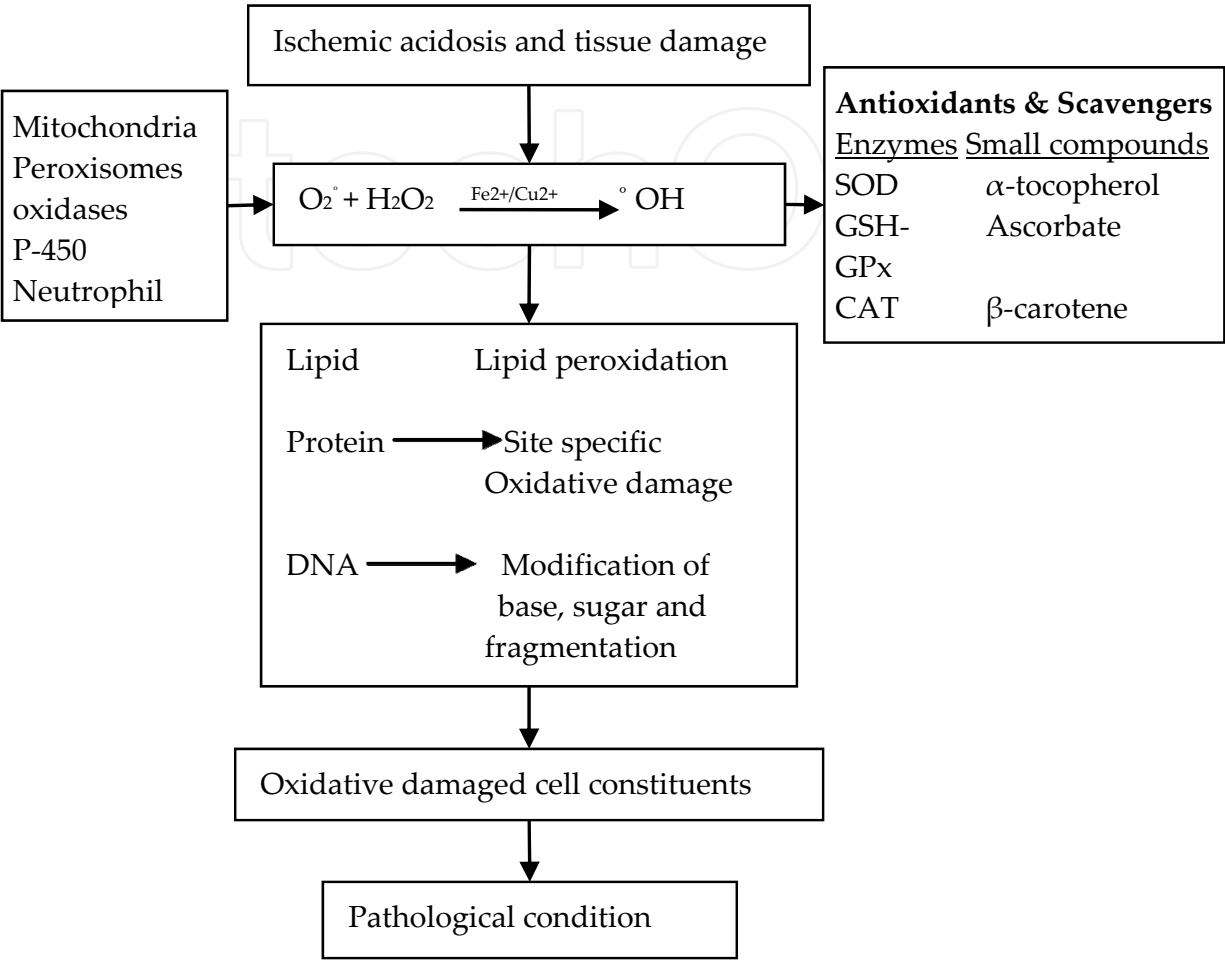 Ischemic acidosis and tissue damage
Mitochondria
Peroxisomes
oxidases
P-450
Neutrophil
O₂° + H₂O₂ Fe2+/Cu2+ ° OH
Antioxidants & Scavengers
Enzymes Small compounds
SOD α-tocopherol
GSH- Ascorbate
GPx
CAT β-carotene
Lipid Lipid peroxidation
Protein Site specific
Oxidative damage
DNA Modification of
base, sugar and
fragmentation
Oxidative damaged cell constituents
Pathological condition